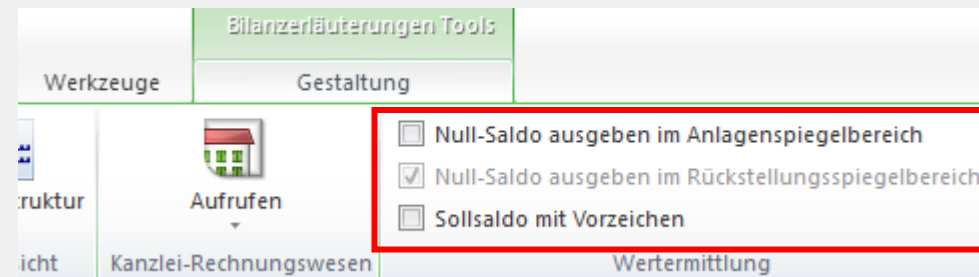 Bilanzerläuterungen Tools
Werkzeuge Gestaltung
Null-Saldo ausgeben im Anlagenspiegelbereich
Null-Saldo ausgeben im Rückstellungsspiegelbereich
truktur Aufrufen
Sollsaldo mit Vorzeichen
icht Kanzlei-Rechnungswesen Wertermittlung